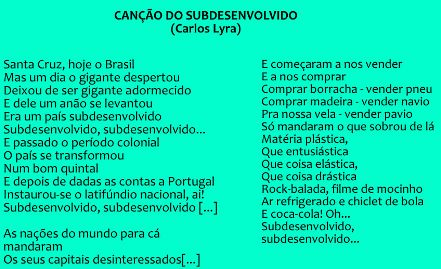 CANÇÃO DO SUBDESENVOLVIDO
(Carlos Lyra)
Santa Cruz, hoje o Brasil
Mas um dia o gigante despertou
Deixou de ser gigante adormecido
E dele um anão se levantou
Era um país subdesenvolvido
Subdesenvolvido, subdesenvolvido...
E passado o período colonial
O país se transformou
Num bom quintal
E depois de dadas as contas a Portugal
Instaurou-se o latifúndio nacional, ai!
Subdesenvolvido, subdesenvolvido [...]
As nações do mundo para cá
mandaram
Os seus capitais desinteressados[...]
E começaram a nos vender
E a nos comprar
Comprar borracha - vender pneu
Comprar madeira - vender navio
Pra nossa vela - vender pavio
Só mandaram o que sobrou de lá
Matéria plástica,
Que entusiástica
Que coisa elástica,
Que coisa drástica
Rock-balada, filme de mocinho
Ar refrigerado e chiclet de bola
E coca-cola! Oh...
Subdesenvolvido,
subdesenvolvido...